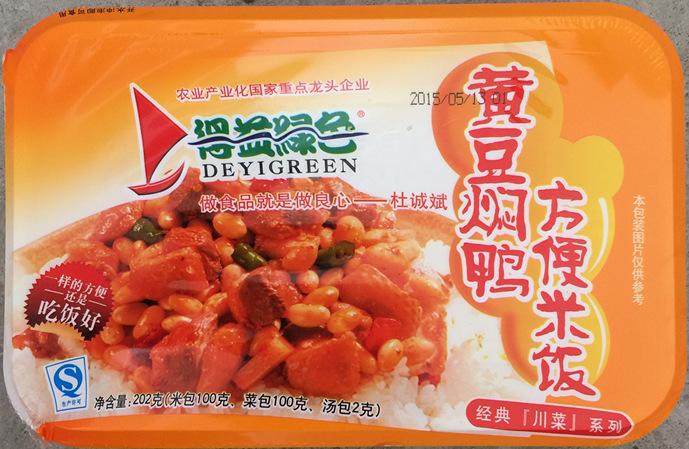 农业产业化国家重点龙头企业
2015/05/13 01
得益绿色®
DEYIGREEN
做食品就是做良心——杜诚斌
黄豆焖鸭
方便米饭
本包装图片仅供参考
一样的方便
还是
吃饭好
生产许可
净含量:202克(米包100克、菜包100克、汤包2克)
经典『川菜』系列